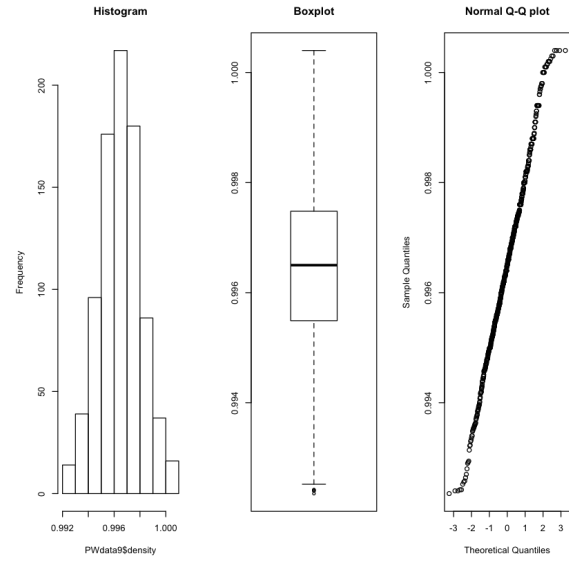 Histogram
Frequency
0
50
100
150
200
0.992
0.996
1.000
PWdata9$density
Boxplot
0.994
0.996
0.998
1.000
Normal Q-Q plot
Sample Quantiles
0.994
0.996
0.998
1.000
-3 -2 -1 0 1 2 3
Theoretical Quantiles